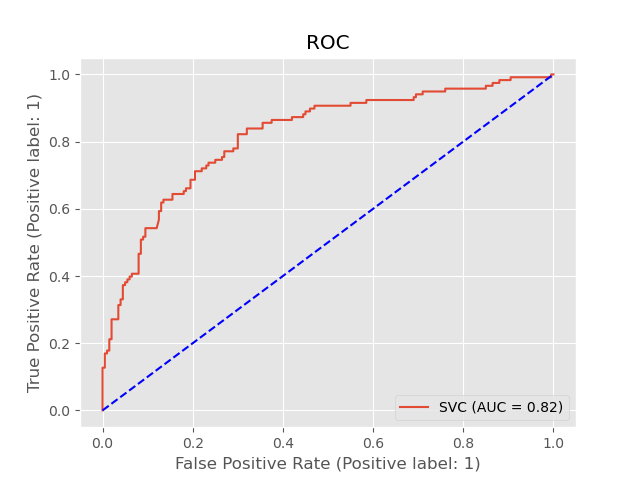 ROC
True Positive Rate (Positive label: 1)
1.0
0.8
0.6
0.4
0.2
0.0
SVC (AUC = 0.82)
0.0 0.2 0.4 0.6 0.8 1.0
False Positive Rate (Positive label: 1)